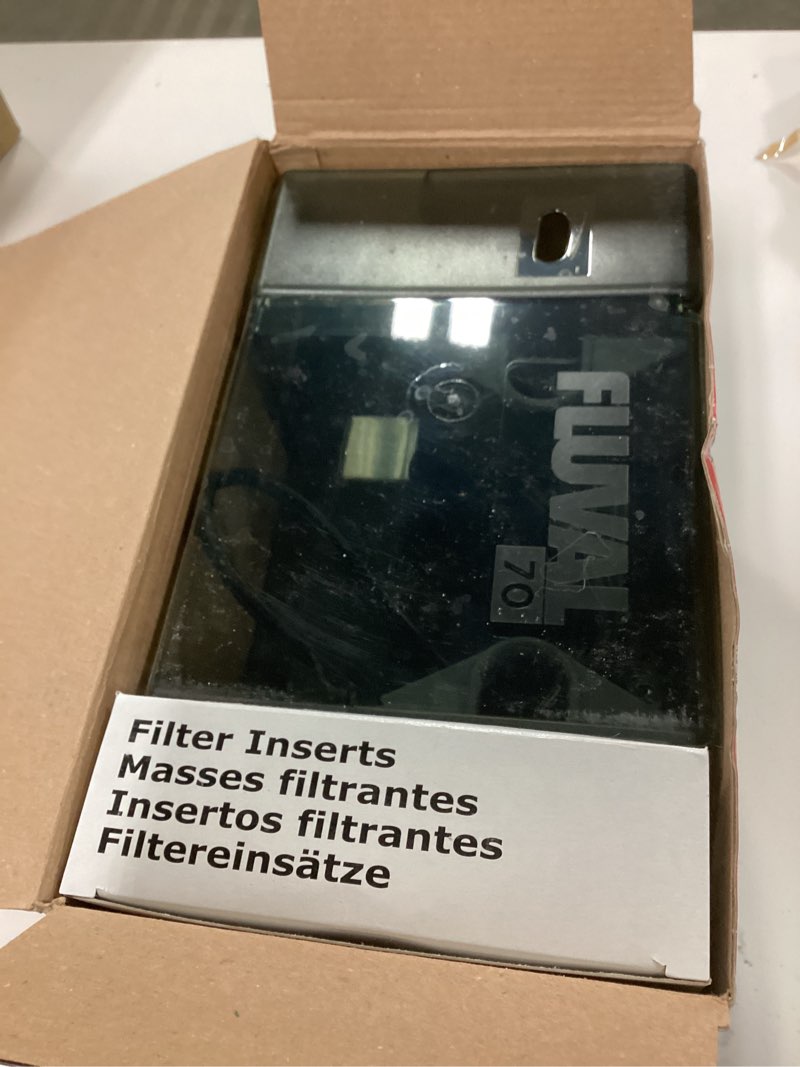 FLUVAL
70
Filter Inserts
Masses filtrantes
Insertos filtrantes
Filtereinsätze